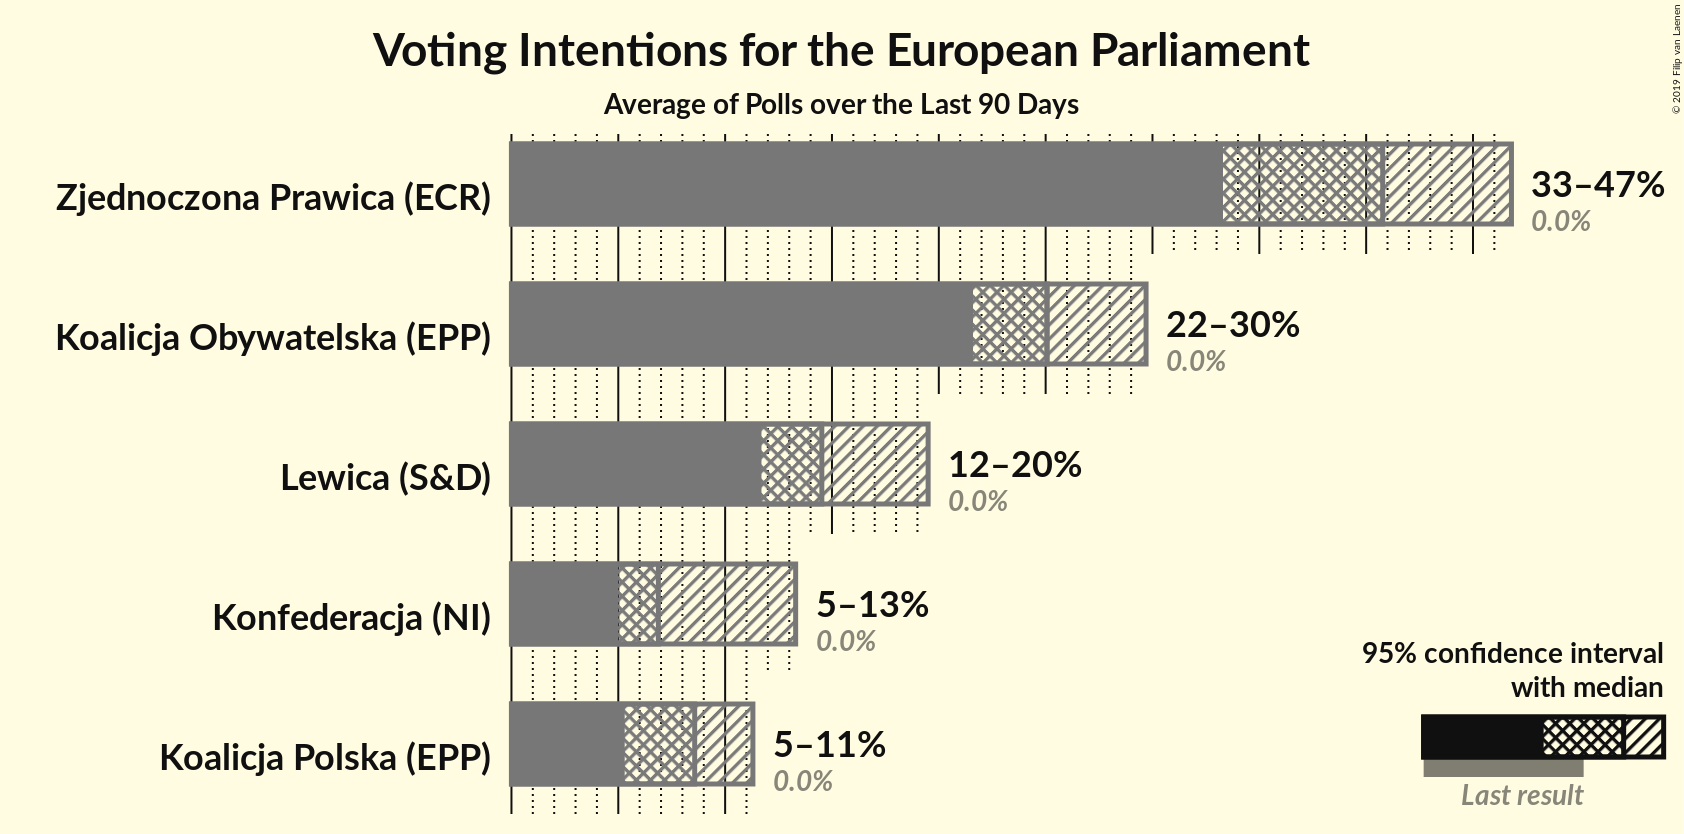 Voting Intentions for the European Parliament
Average of Polls over the Last 90 Days
© 2019 Filip van Laenen
Zjednoczona Prawica (ECR)
33–47%
0.0%
Koalicja Obywatelska (EPP)
22–30%
0.0%
Lewica (S&D)
12–20%
0.0%
Konfederacja (NI)
5–13%
0.0%
Koalicja Polska (EPP)
5–11%
0.0%
95% confidence interval
with median
Last result